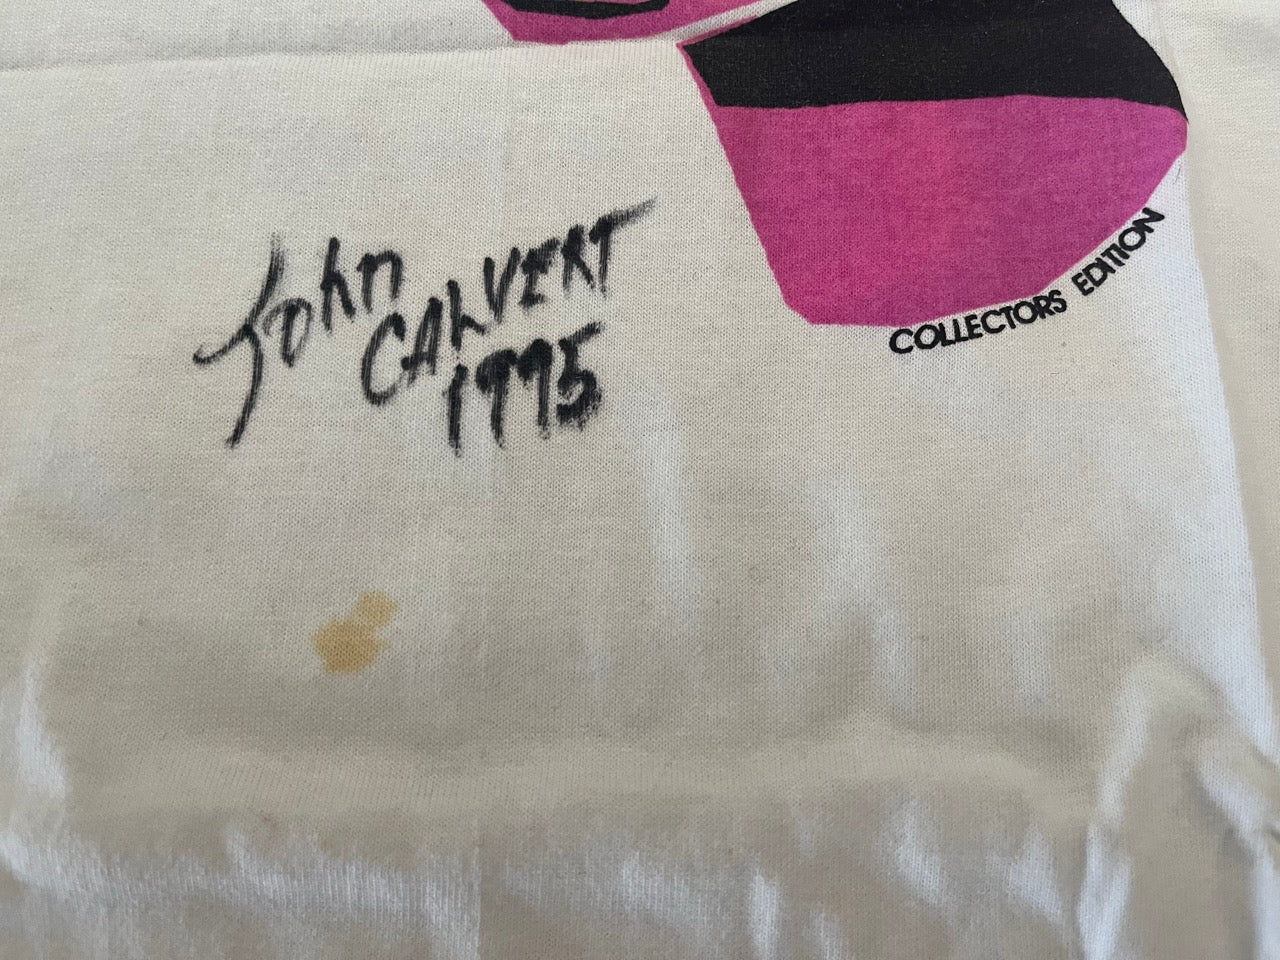 John
CALVERT
1995
COLLECTORS EDITION